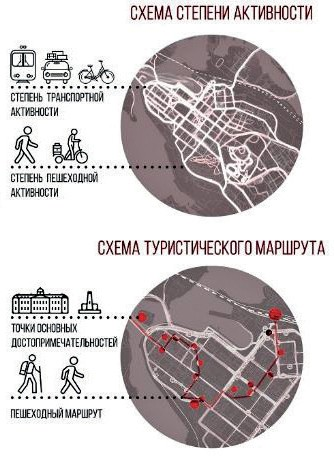 СХЕМА СТЕПЕНИ АКТИВНОСТИ
СТЕПЕНЬ ТРАНСПОРТНОЙ
АКТИВНОСТИ
СТЕПЕНЬ ПЕШЕХОДНОЙ
АКТИВНОСТИ
СХЕМА ТУРИСТИЧЕСКОГО МАРШРУТА
ТОЧКИ ОСНОВНЫХ
ДОСТОПРИМЕЧАТЕЛЬНОСТЕЙ
ПЕШЕХОДНЫЙ МАРШРУТ